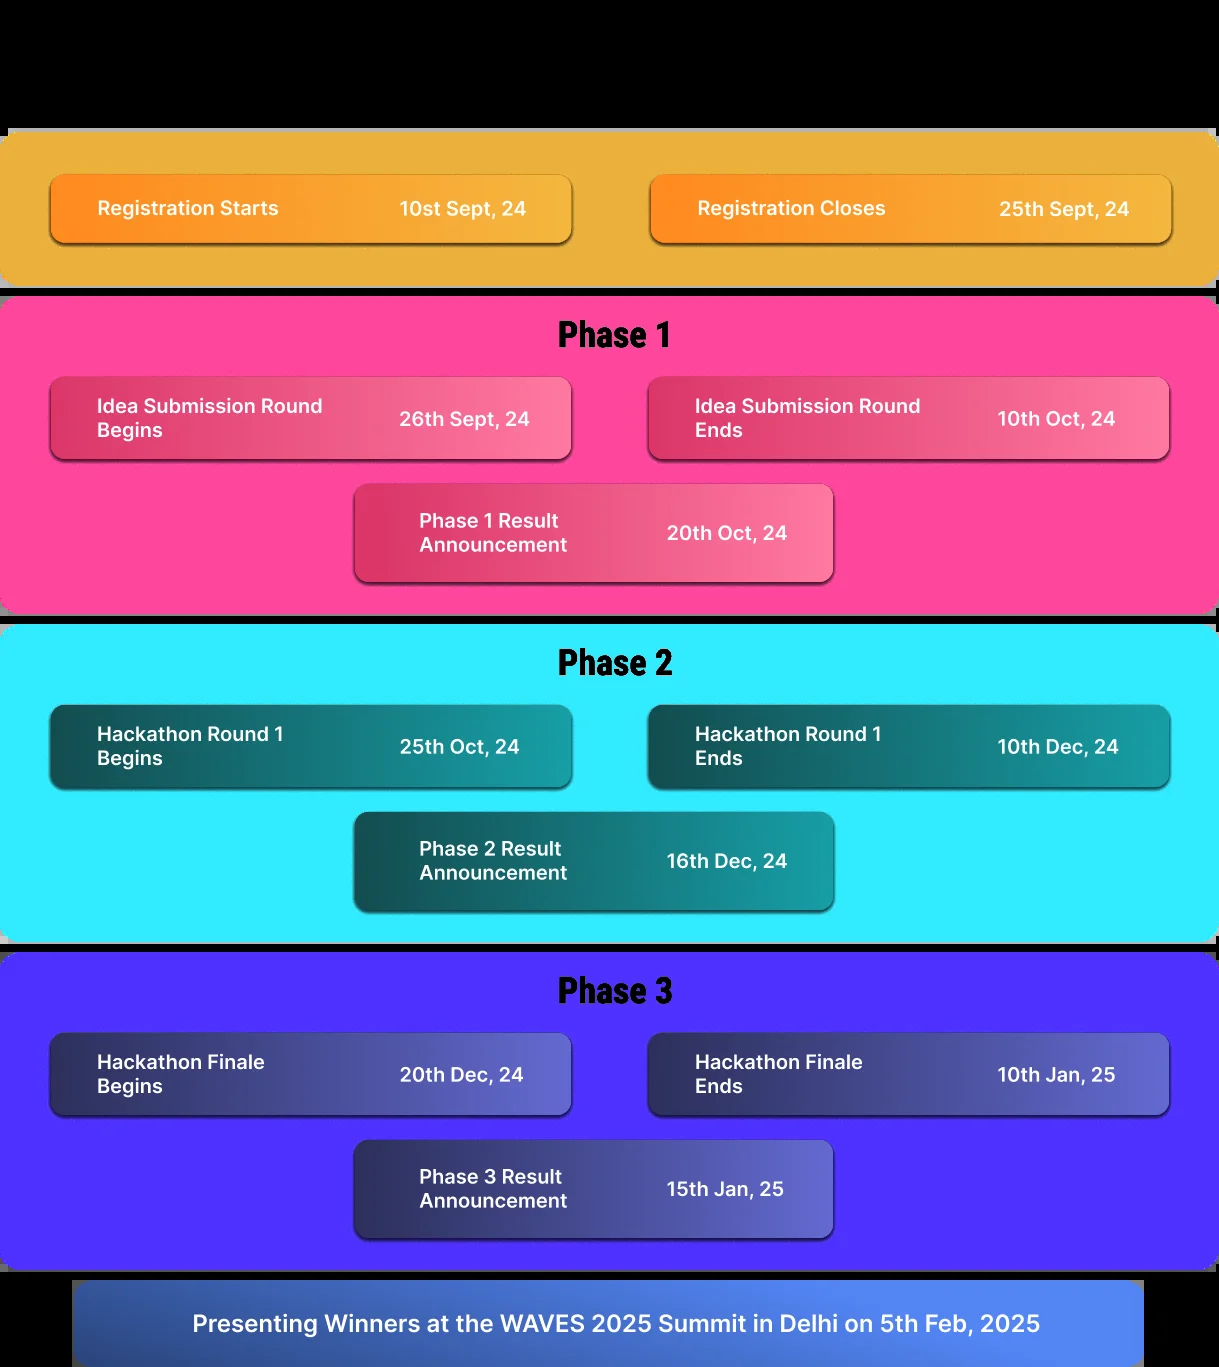 Registration Starts 10st Sept, 24
Registration Closes 25th Sept, 24
Phase 1
Idea Submission Round
Begins
26th Sept, 24
Idea Submission Round
Ends
10th Oct, 24
Phase 1 Result
Announcement
20th Oct, 24
Phase 2
Hackathon Round 1
Begins
25th Oct, 24
Hackathon Round 1
Ends
10th Dec, 24
Phase 2 Result
Announcement
16th Dec, 24
Phase 3
Hackathon Finale
Begins
20th Dec, 24
Hackathon Finale
Ends
10th Jan, 25
Phase 3 Result
Announcement
15th Jan, 25
Presenting Winners at the WAVES 2025 Summit in Delhi on 5th Feb, 2025